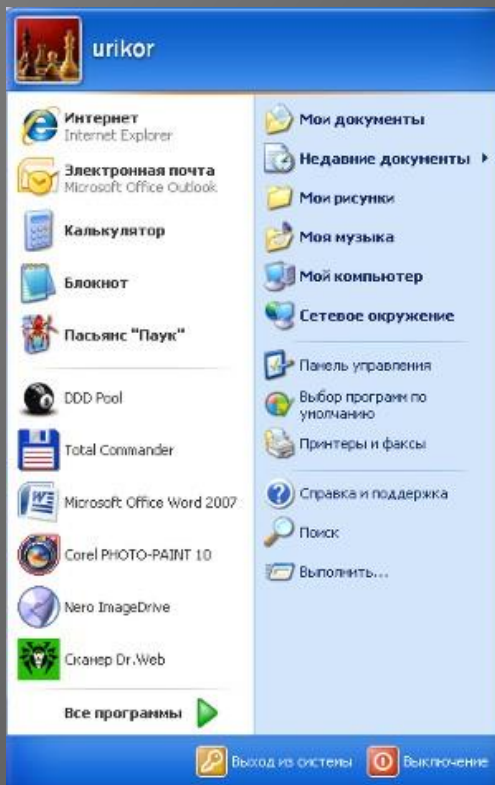 urikor
Интернет
Internet Explorer
Электронная почта
Microsoft Office Outlook
Калькулятор
Блокнот
Пасьянс "Паук"
DDD Pool
Total Commander
Microsoft Office Word 2007
Corel PHOTO-PAINT 10
Nero ImageDrive
Сканер Dr.Web
Все программы
Мои документы
Недавние документы
Мои рисунки
Моя музыка
Мой компьютер
Сетевое окружение
Панель управления
Выбор программ по
умолчанию
Принтеры и факсы
Справка и поддержка
Поиск
Выполнить...
Выход из системы
Выключение